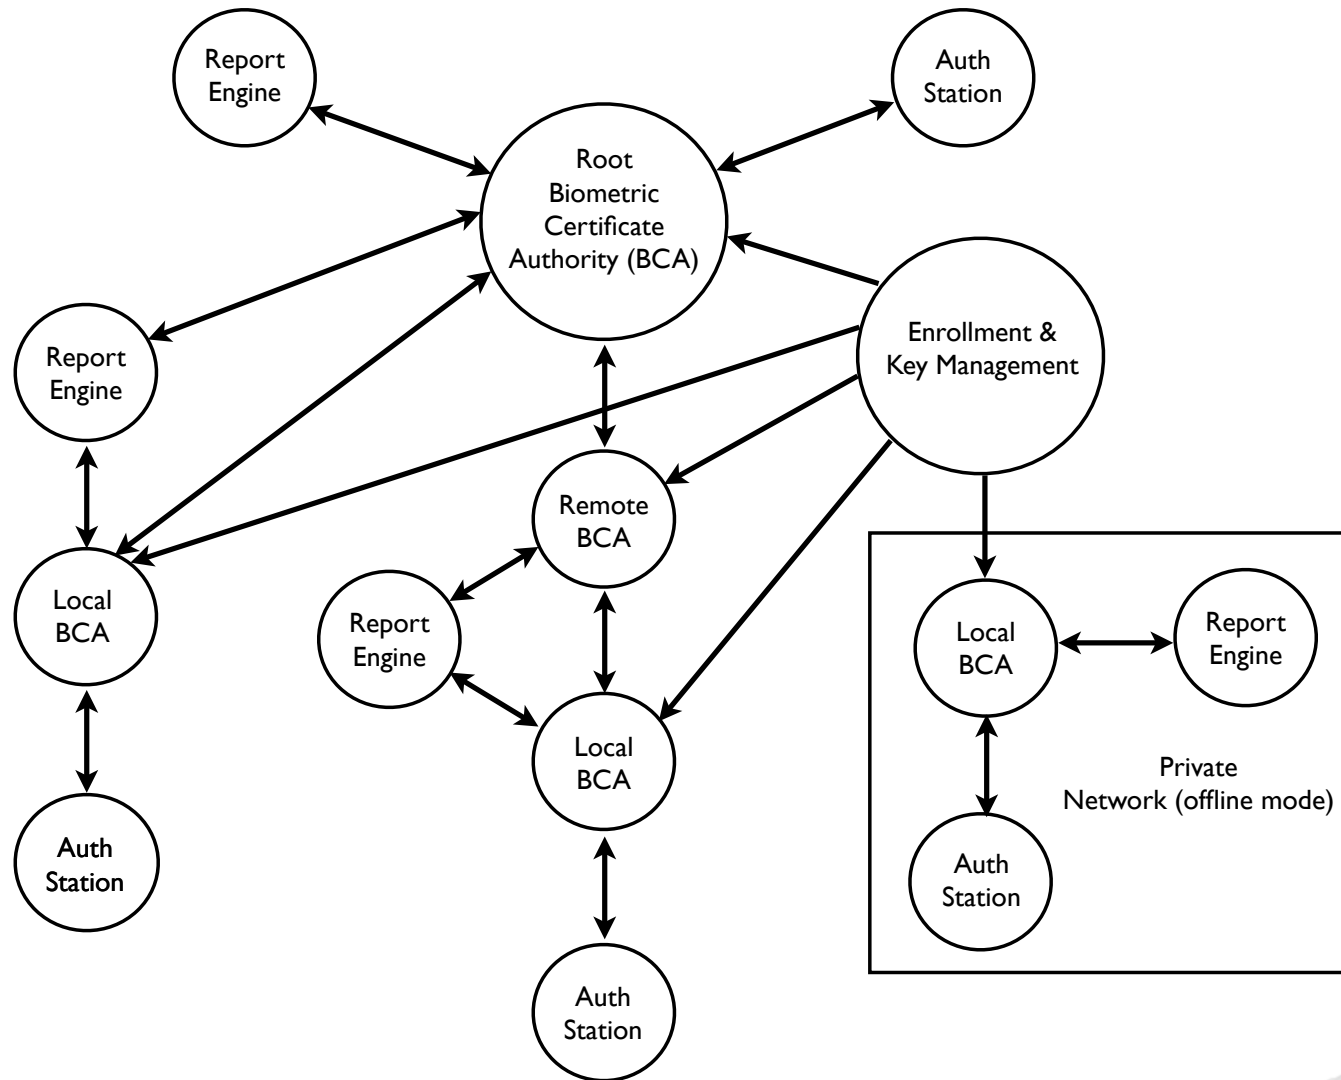 Report
Engine
Auth
Station
Root
Biometric
Certificate
Authority (BCA)
Enrollment &
Key Management
Report
Engine
Remote
BCA
Local
BCA
Report
Engine
Local
BCA
Report
Engine
Local
BCA
Private
Network (offline mode)
Auth
Station
Auth
Station
Auth
Station